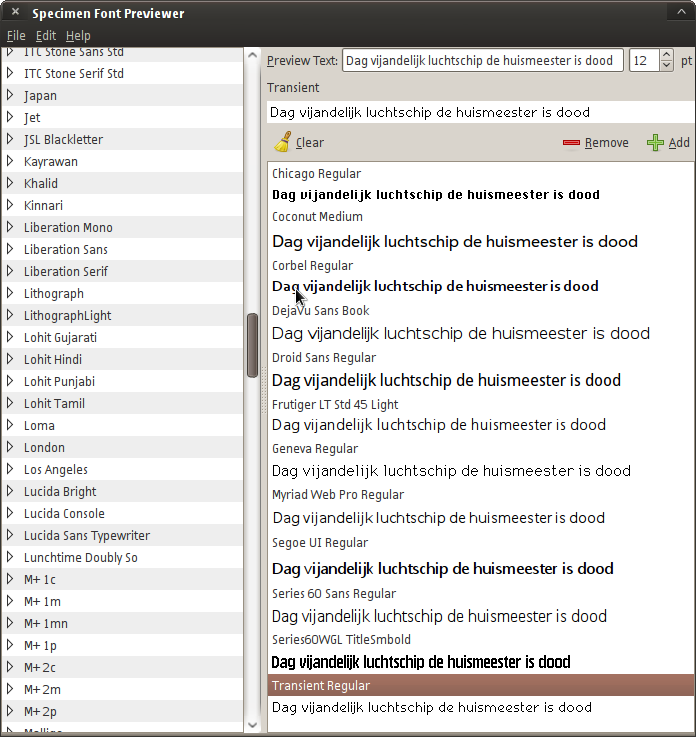 Specimen Font Previewer
File Edit Help
ITC Stone Sans Std
ITC Stone Serif Std
Japan
Jet
JSL Blackletter
Kayrawan
Khalid
Kinnari
Liberation Mono
Liberation Sans
Liberation Serif
Lithograph
LithographLight
Lohit Gujarati
Lohit Hindi
Lohit Punjabi
Lohit Tamil
Loma
London
Los Angeles
Lucida Bright
Lucida Console
Lucida Sans Typewriter
Lunchtime Doubly So
M+ 1c
M+ 1m
M+ 1mn
M+ 1p
M+ 2c
M+ 2m
M+ 2p
Preview Text: Dag vijandelijk luchtschip de huismeester is dood 12 pt
Transient
Dag vijandelijk luchtschip de huismeester is dood
Clear Remove Add
Chicago Regular
Dag vijandelijk luchtschip de huismeester is dood
Coconut Medium
Dag vijandelijk luchtschip de huismeester is dood
Corbel Regular
Dag vijandelijk luchtschip de huismeester is dood
DejaVu Sans Book
Dag vijandelijk luchtschip de huismeester is dood
Droid Sans Regular
Dag vijandelijk luchtschip de huismeester is dood
Frutiger LT Std 45 Light
Dag vijandelijk luchtschip de huismeester is dood
Geneva Regular
Dag vijandelijk luchtschip de huismeester is dood
Myriad Web Pro Regular
Dag vijandelijk luchtschip de huismeester is dood
Segoe UI Regular
Dag vijandelijk luchtschip de huismeester is dood
Series 60 Sans Regular
Dag vijandelijk luchtschip de huismeester is dood
Series60WGL TitleSmbold
Dag vijandelijk luchtschip de huismeester is dood
Transient Regular
Dag vijandelijk luchtschip de huismeester is dood